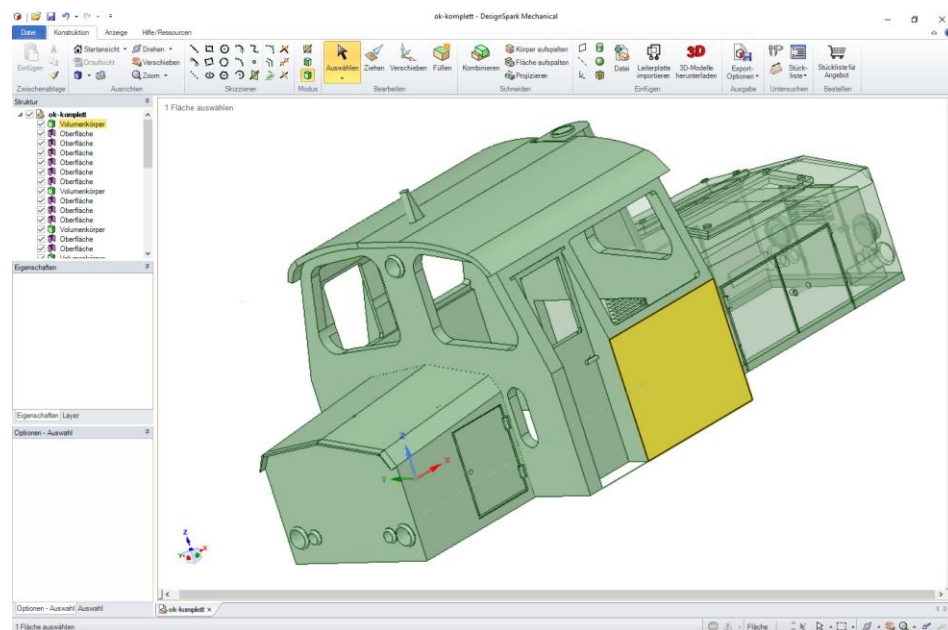 ok-komplett - DesignSpark Mechanical
Datei Konstruktion Anzeige Hilfe/Ressourcen
Einfügen
Zwischenablage
Startansicht Drehen
Draufsicht Verschieben
Zoom
Ausrichten
Skizzieren
Modus
Auswählen Ziehen Verschieben Füllen
Bearbeiten
Kombinieren
Körper aufspalten
Fläche aufspalten
Projizieren
Schneiden
Datei Leiterplatte importieren
3D
3D-Modelle herunterladen
Einfügen
Export-Optionen
Ausgabe
Stück-liste
Untersuchen
Stückliste für Angebot
Bestellen
Struktur
ok-komplett
Volumenkörper
Oberfläche
Oberfläche
Oberfläche
Oberfläche
Oberfläche
Oberfläche
Volumenkörper
Oberfläche
Oberfläche
Oberfläche
Volumenkörper
Oberfläche
Oberfläche
Volumenkörper
Eigenschaften
Eigenschaften Layer
Optionen - Auswahl
Optionen - Auswahl Auswahl
1 Fläche auswählen
Z
X
Y
Z
X
Y
ok-komplett
1 Fläche auswählen
Fläche